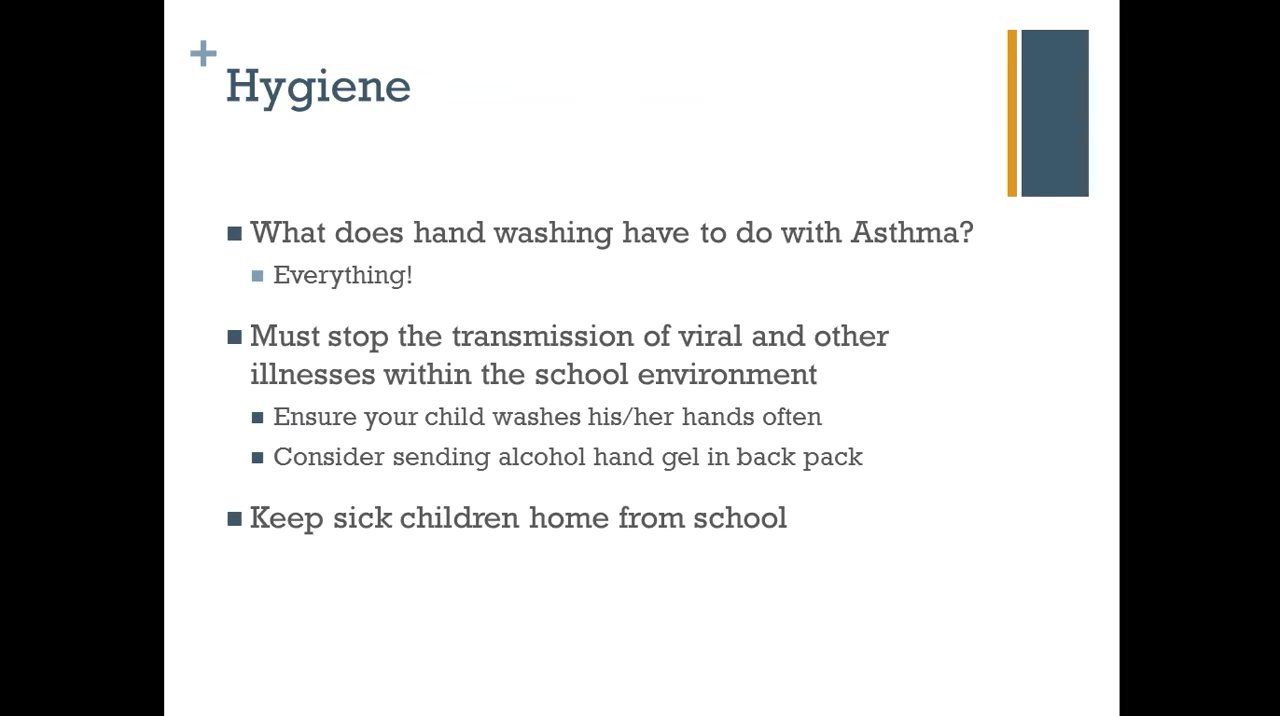 +
Hygiene
What does hand washing have to do with Asthma?
Everything!
Must stop the transmission of viral and other
illnesses within the school environment
Ensure your child washes his/her hands often
Consider sending alcohol hand gel in back pack
Keep sick children home from school